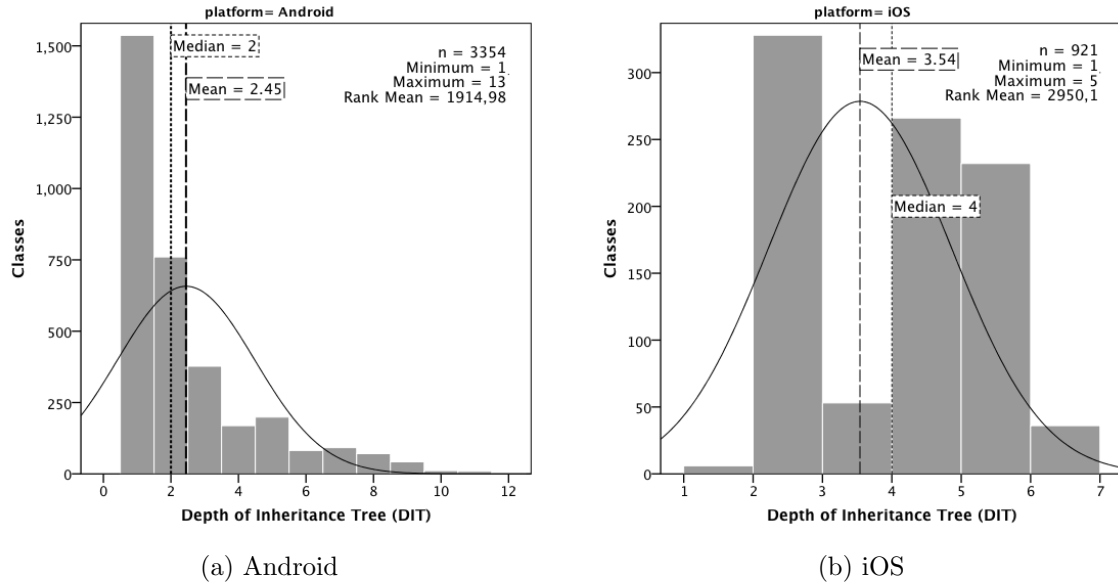 platform= Android
Median = 2
Mean = 2.45
n = 3354
Minimum = 1
Maximum = 13
Rank Mean = 1914,98
1,500
1,250
1,000
750
500
250
0
Classes
0 2 4 6 8 10 12
Depth of Inheritance Tree (DIT)
(a) Android
platform= iOS
Mean = 3.54
n = 921
Minimum = 1
Maximum = 5
Rank Mean = 2950,1
Median = 4
300
250
200
150
100
50
0
Classes
1 2 3 4 5 6 7
Depth of Inheritance Tree (DIT)
(b) iOS